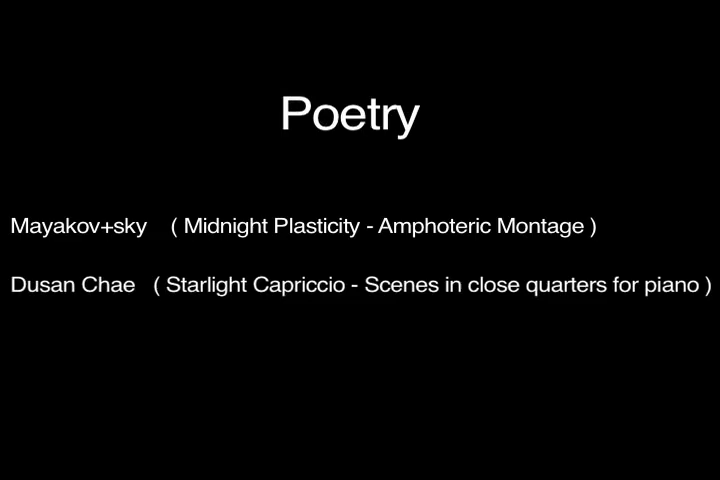 Poetry
Mayakov+sky ( Midnight Plasticity - Amphoteric Montage )
Dusan Chae ( Starlight Capriccio - Scenes in close quarters for piano )